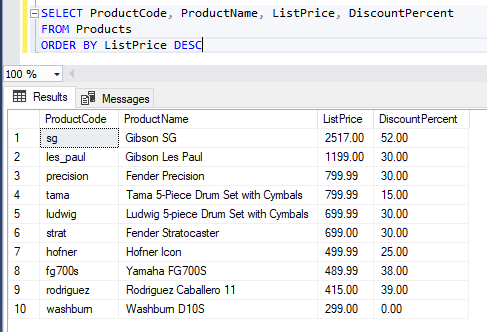 SELECT ProductCode, ProductName, ListPrice, DiscountPercent
FROM Products
ORDER BY ListPrice DESC
100 %
Results Messages
ProductCode ProductName ListPrice DiscountPercent
1 sg Gibson SG 2517.00 52.00
2 les_paul Gibson Les Paul 1199.00 30.00
3 precision Fender Precision 799.99 30.00
4 tama Tama 5-Piece Drum Set with Cymbals 799.99 15.00
5 ludwig Ludwig 5-piece Drum Set with Cymbals 699.99 30.00
6 strat Fender Stratocaster 699.00 30.00
7 hofner Hofner Icon 499.99 25.00
8 fg700s Yamaha FG700S 489.99 38.00
9 rodriguez Rodriguez Caballero 11 415.00 39.00
10 washburn Washburn D10S 299.00 0.00